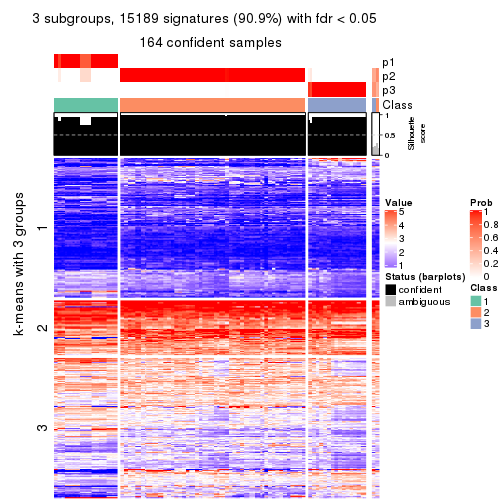 3 subgroups, 15189 signatures (90.9%) with fdr < 0.05
164 confident samples
p1
p2
p3
Class
1
0.5
0
Silhouette
score
k-means with 3 groups
1
2
3
Value
5
4
3
2
1
Status (barplots)
confident
ambiguous
Prob
1
0.8
0.6
0.4
0.2
0
Class
1
2
3